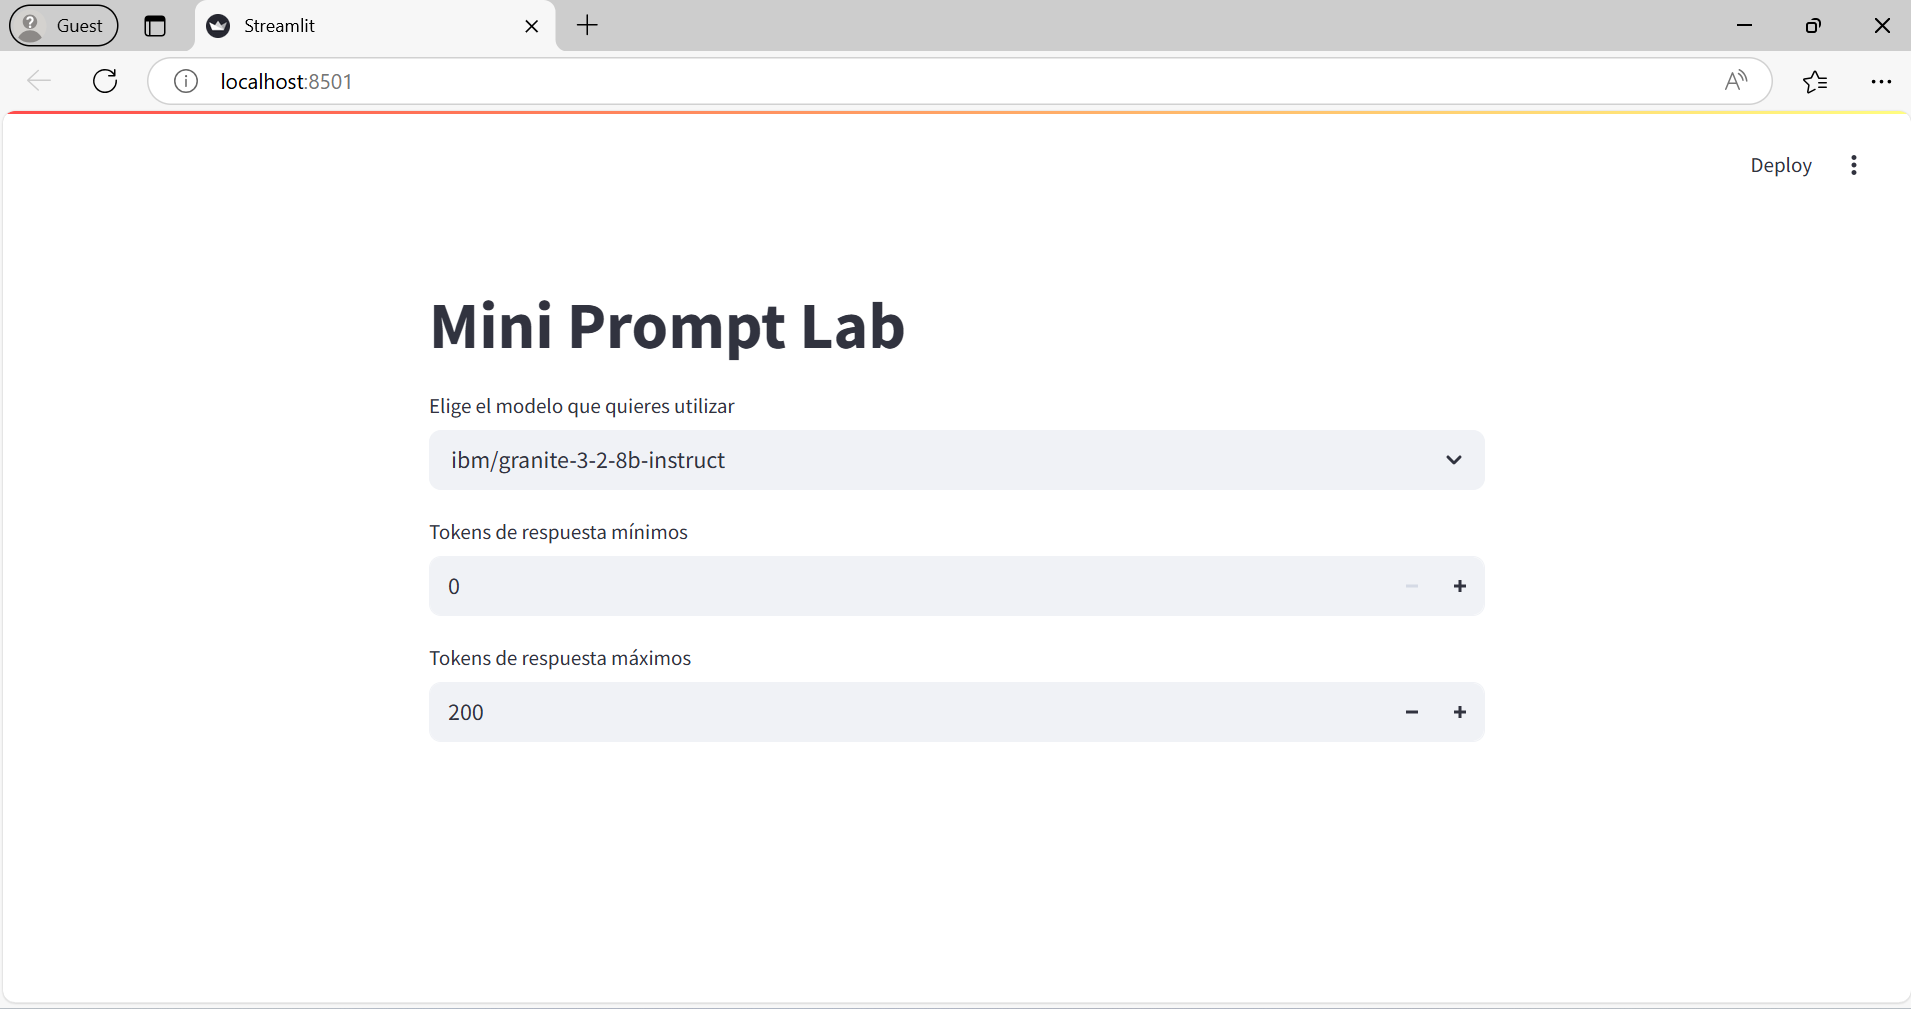 Guest
Streamlit
localhost:8501
Deploy
Mini Prompt Lab
Elige el modelo que quieres utilizar
ibm/granite-3-2-8b-instruct
Tokens de respuesta mínimos
0
Tokens de respuesta máximos
200